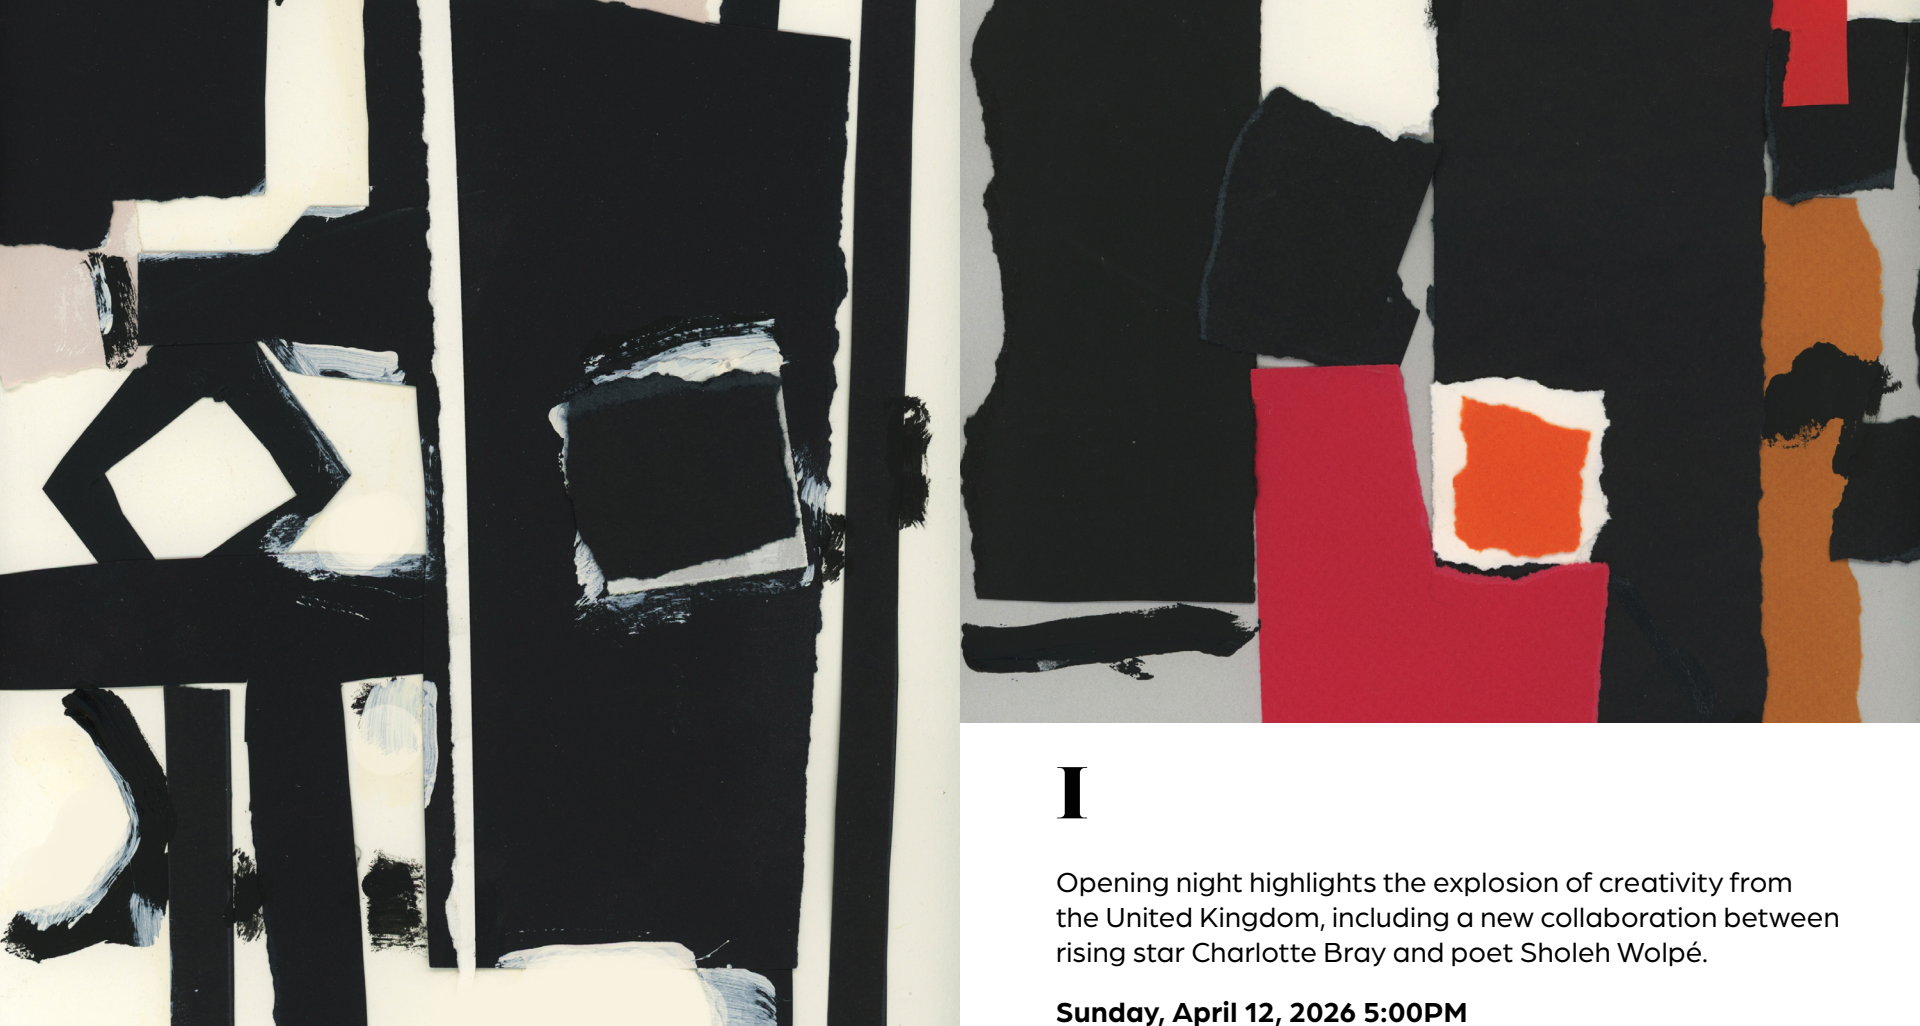 I
Opening night highlights the explosion of creativity from
the United Kingdom, including a new collaboration between
rising star Charlotte Bray and poet Sholeh Wolpé.
Sunday, April 12, 2026 5:00PM